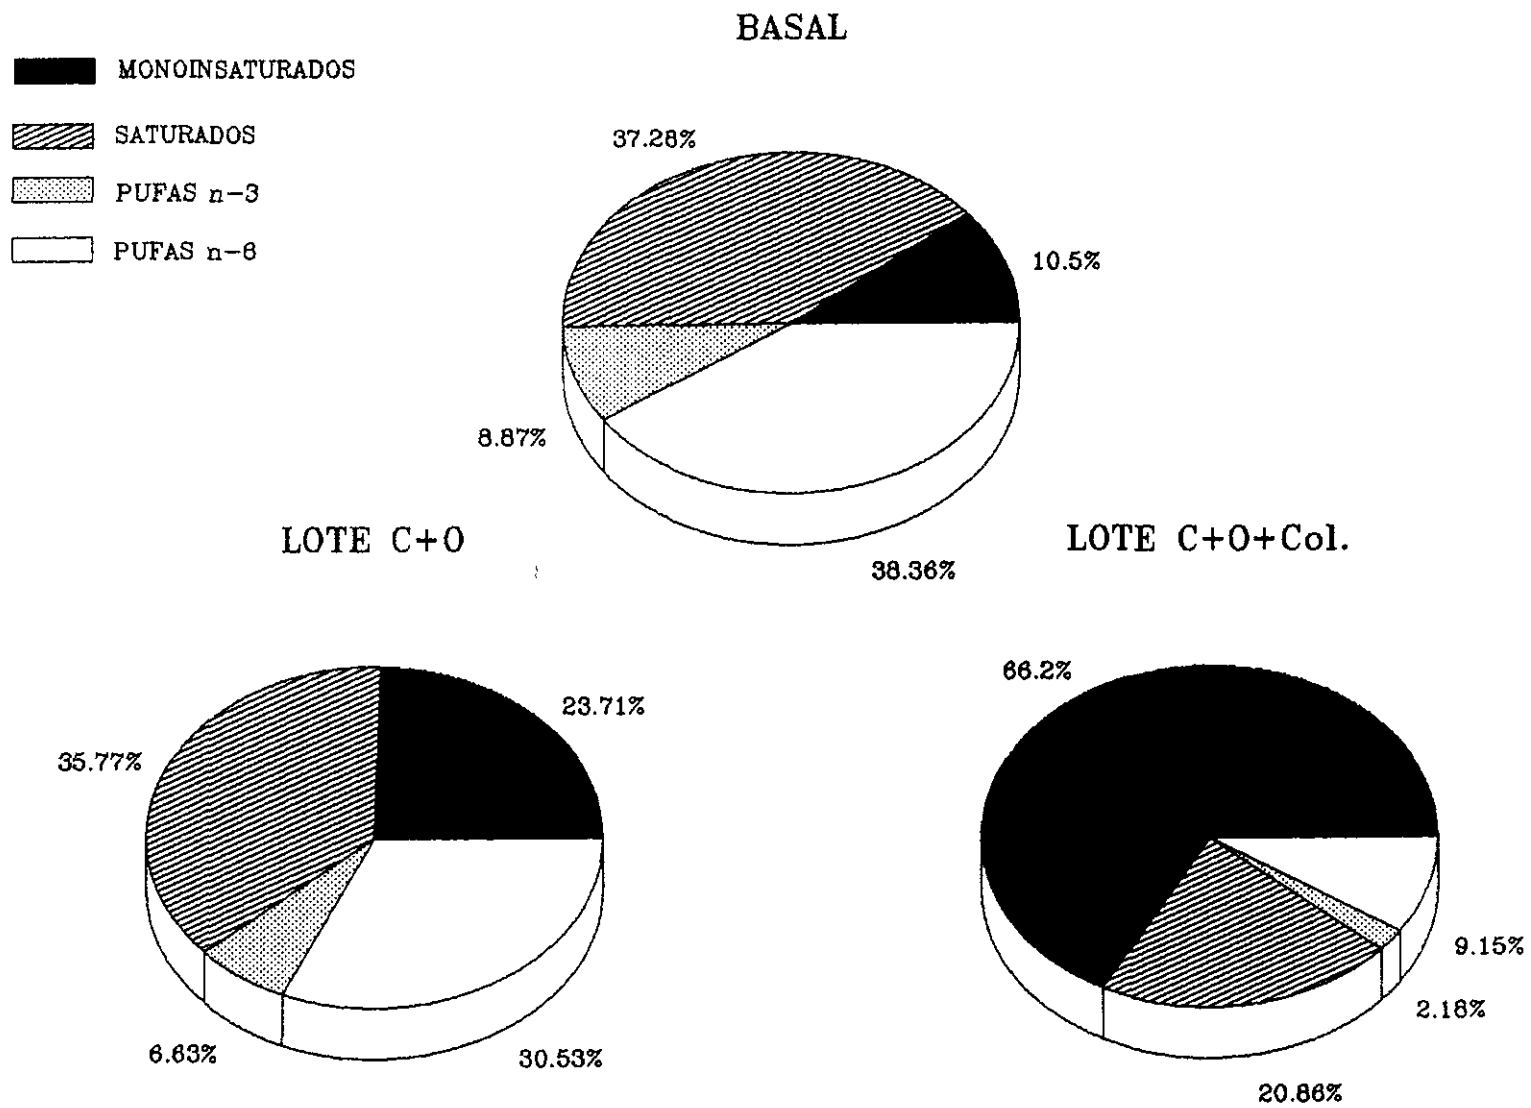 BASAL
MONOINSATURADOS
SATURADOS
PUFAS n-3
PUFAS n-6
37.28%
10.5%
8.87%
38.36%
LOTE C+O
35.77%
23.71%
6.63%
30.53%
LOTE C+O+Col.
66.2%
9.15%
2.18%
20.86%